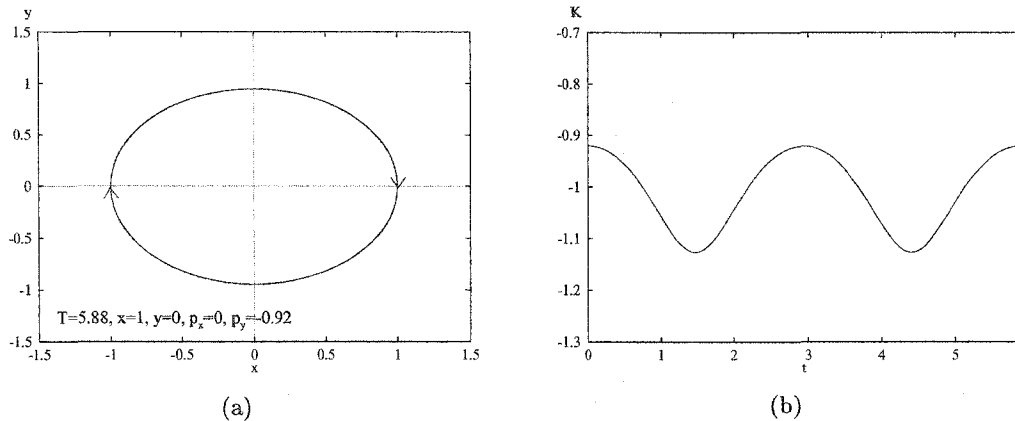 y
1.5
1
0.5
0
-0.5
-1
-1.5
T=5.88, x=1, y=0, p_x=0, p_y=-0.92
-1.5 -1 -0.5 0 0.5 1 1.5
x
(a)
K
-0.7
-0.8
-0.9
-1
-1.1
-1.2
-1.3
0 1 2 3 4 5
t
(b)